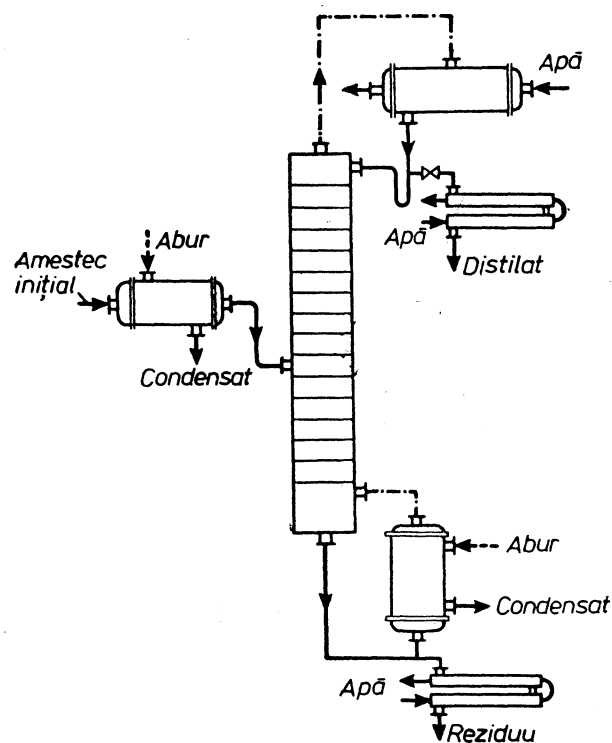 Apă
Apă
Distilat
Abur
Amestec
inițial
Condensat
Abur
Condensat
Apă
Reziduu